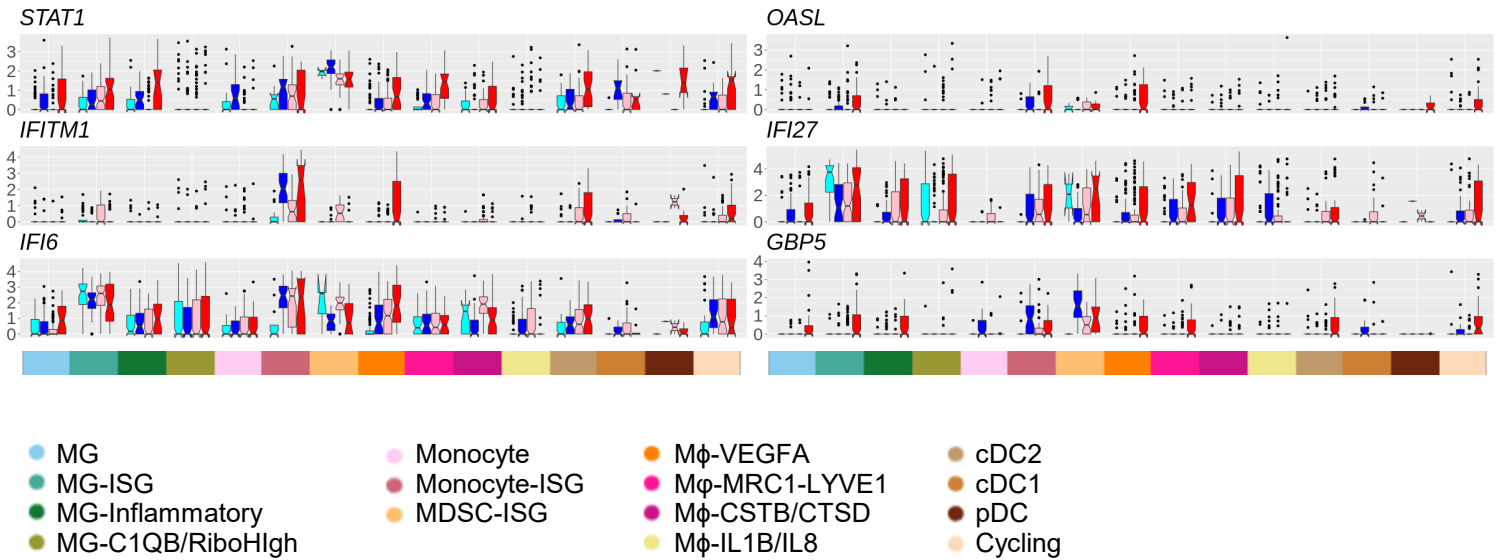 STAT1
OASL
3
2
1
0
3
2
1
0
IFITM1
IFI27
4
3
2
1
0
4
2
0
IFI6
GBP5
4
3
2
1
0
4
3
2
1
0
MG
Monocyte
Mϕ-VEGFA
cDC2
MG-ISG
Monocyte-ISG
Mφ-MRC1-LYVE1
cDC1
MG-Inflammatory
MDSC-ISG
Mϕ-CSTB/CTSD
pDC
MG-C1QB/RiboHIgh
Mϕ-IL1B/IL8
Cycling